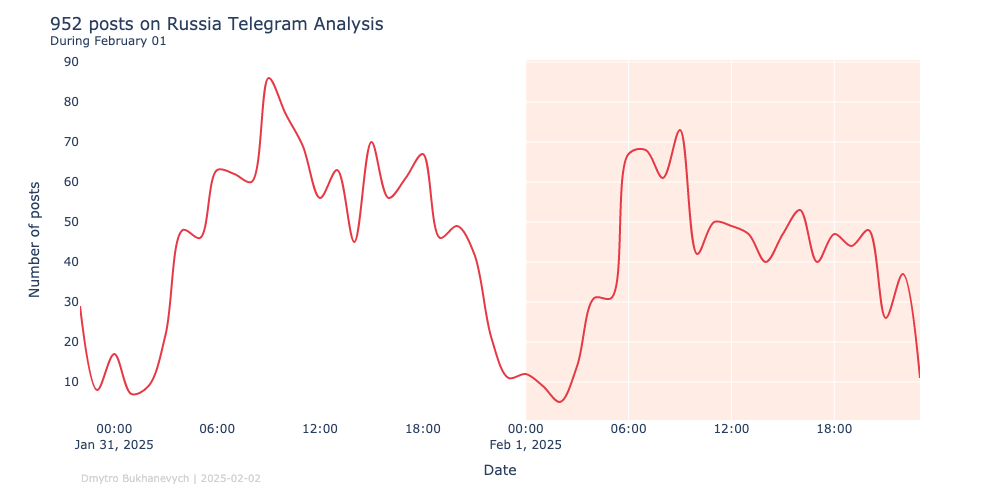 952 posts on Russia Telegram Analysis
During February 01
90
80
70
60
50
40
30
20
10
Number of posts
00:00 06:00 12:00 18:00 00:00 06:00 12:00 18:00
Jan 31, 2025 Feb 1, 2025
Date
Dmytro Bukhanevych | 2025-02-02